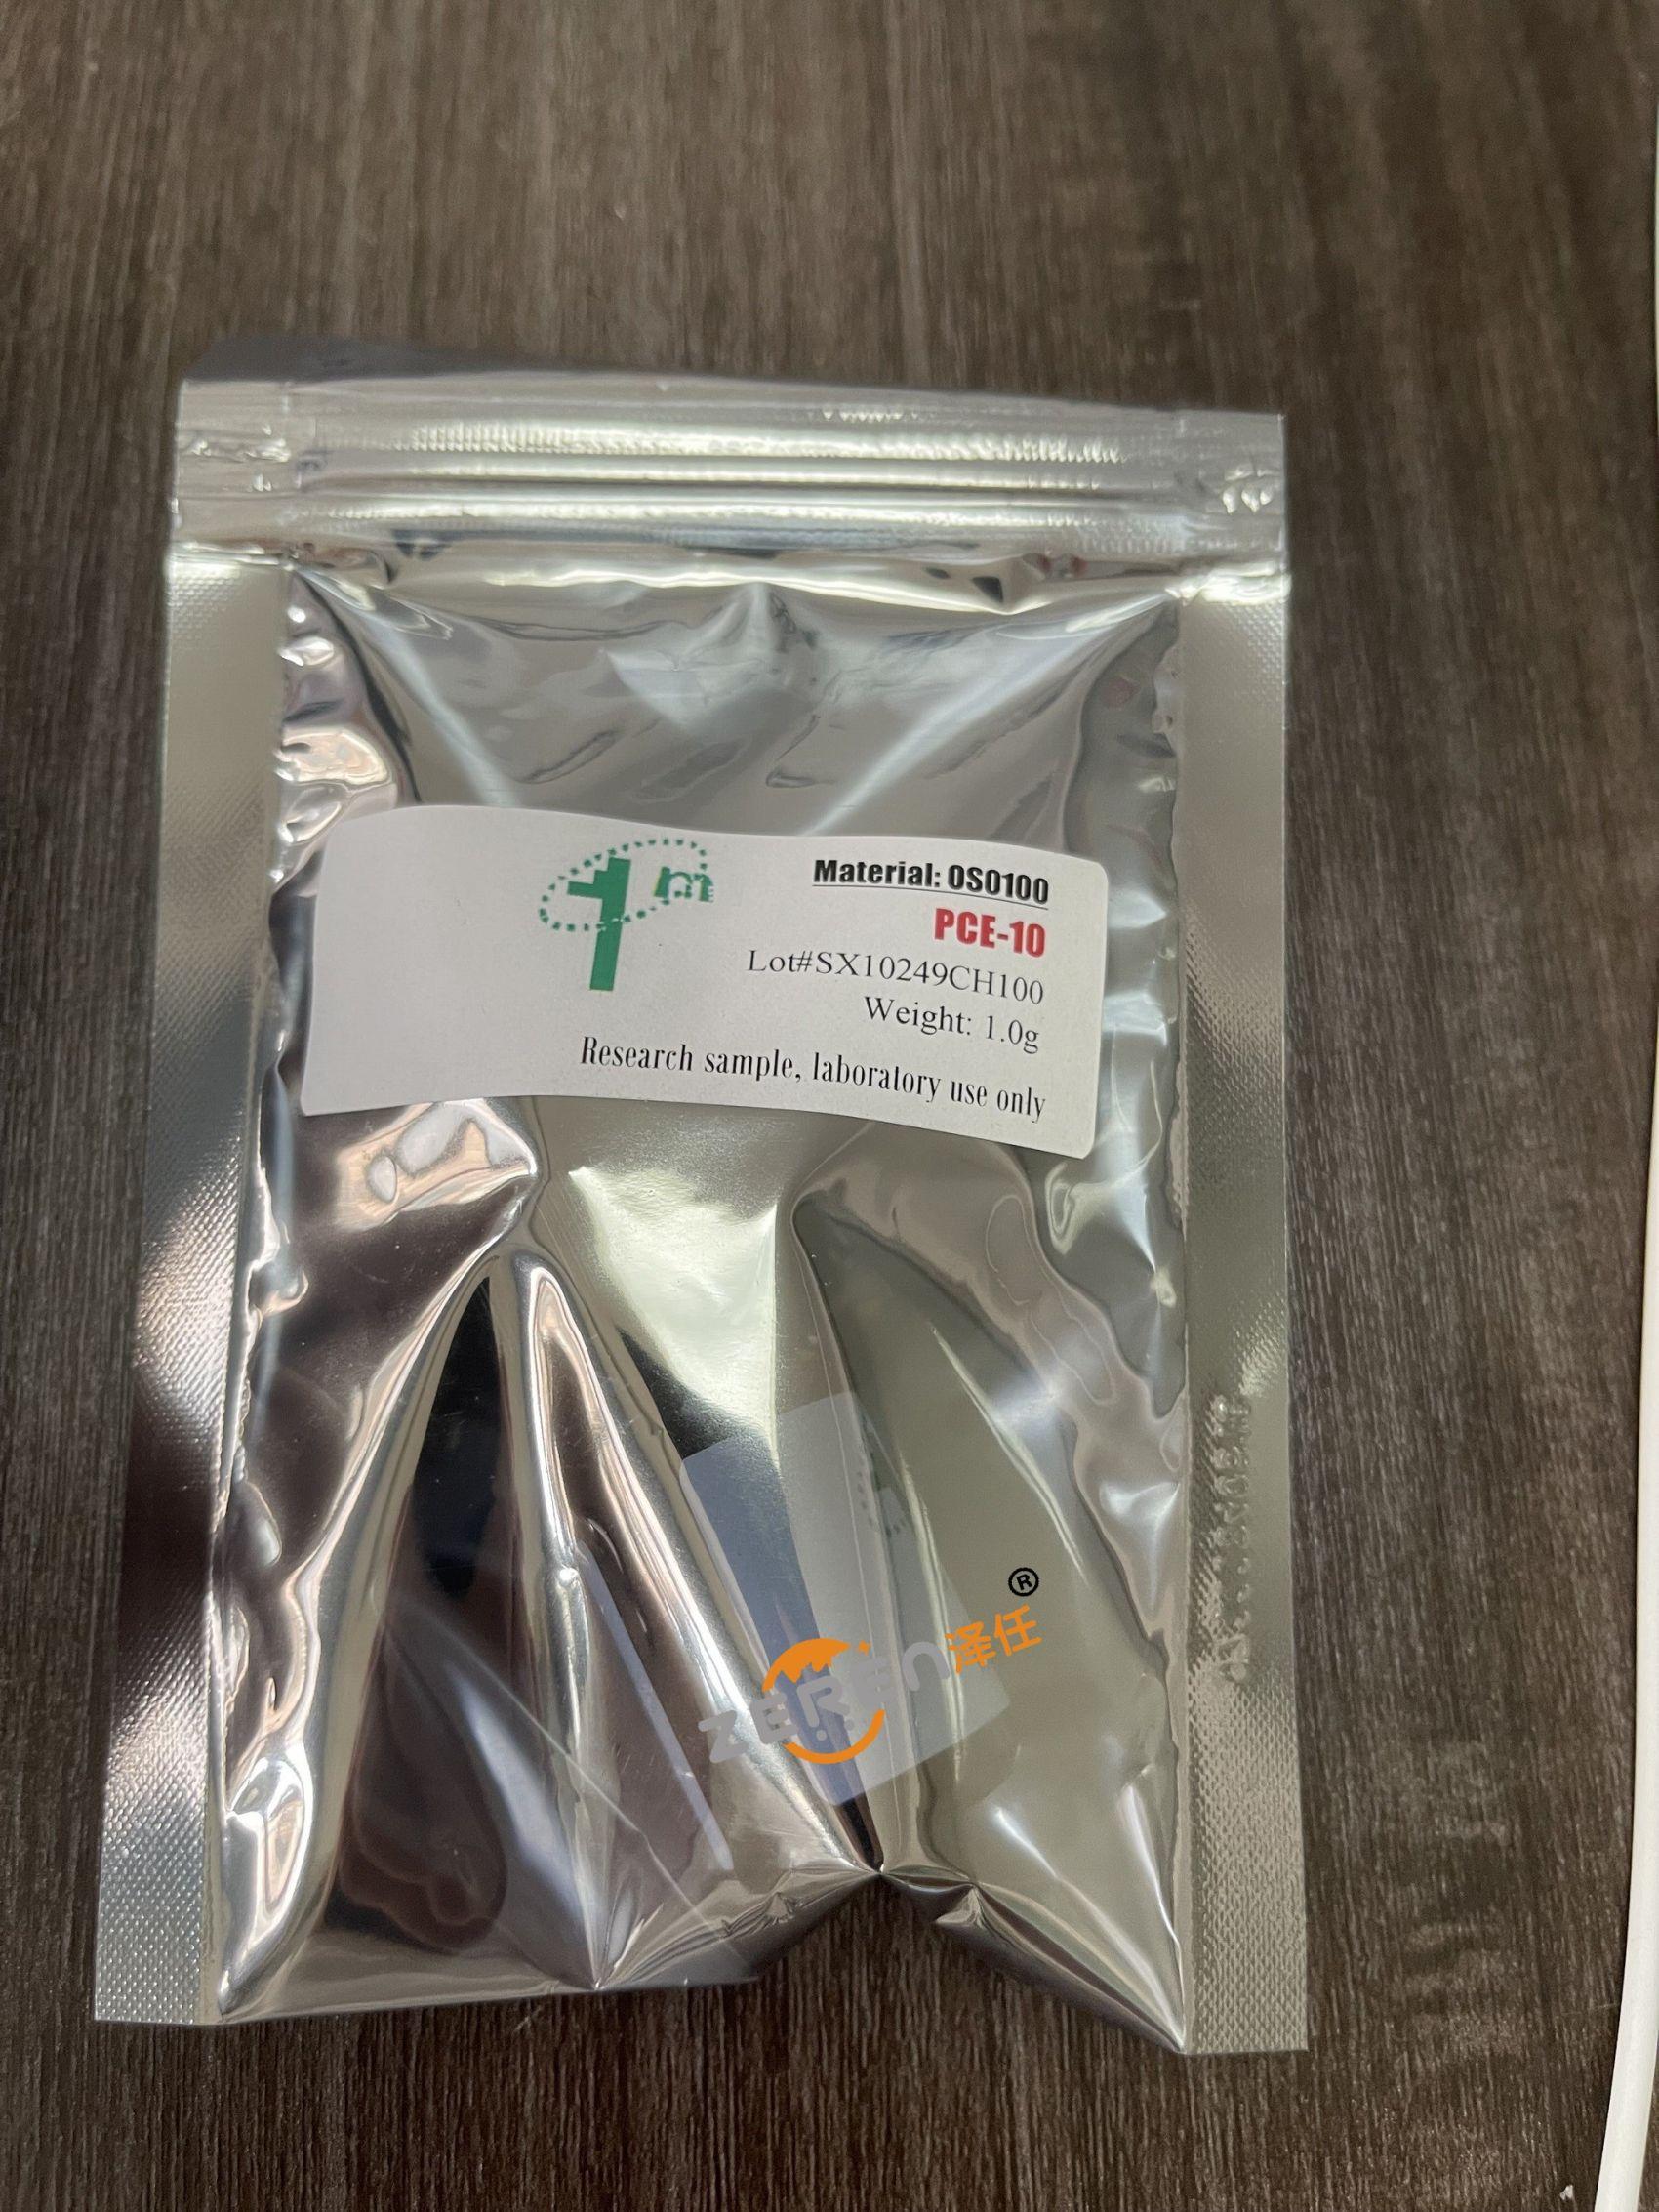 1m
Material: OS0100
PCE-10
Lot#SX10249CH100
Weight: 1.0g
Research sample, laboratory use only
®
ZEREn泽任